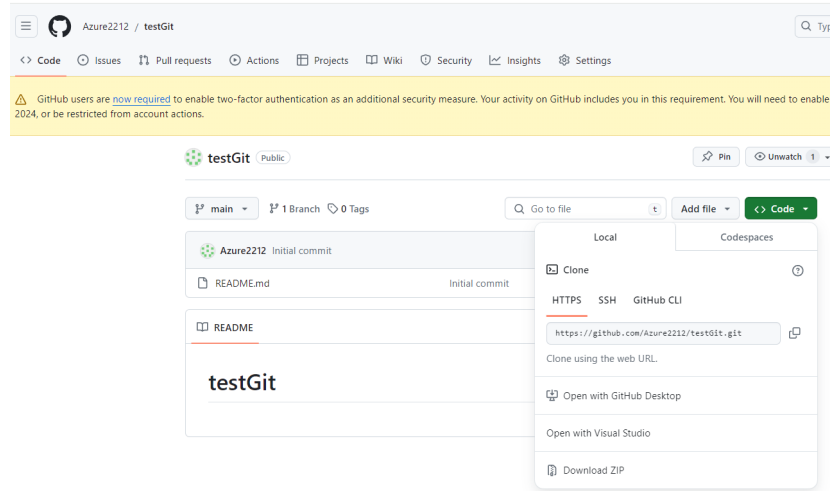 Azure2212 / testGit
Code Issues Pull requests Actions Projects Wiki Security Insights Settings
GitHub users are now required to enable two-factor authentication as an additional security measure. Your activity on GitHub includes you in this requirement. You will need to enable
2024, or be restricted from account actions.
testGit Public
Pin Unwatch 1
main 1 Branch 0 Tags
Go to file t Add file <> Code
Local Codespaces
Azure2212 Initial commit
Clone
README.md Initial commit
HTTPS SSH GitHub CLI
README
https://github.com/Azure2212/testGit.git
Clone using the web URL.
testGit
Open with GitHub Desktop
Open with Visual Studio
Download ZIP